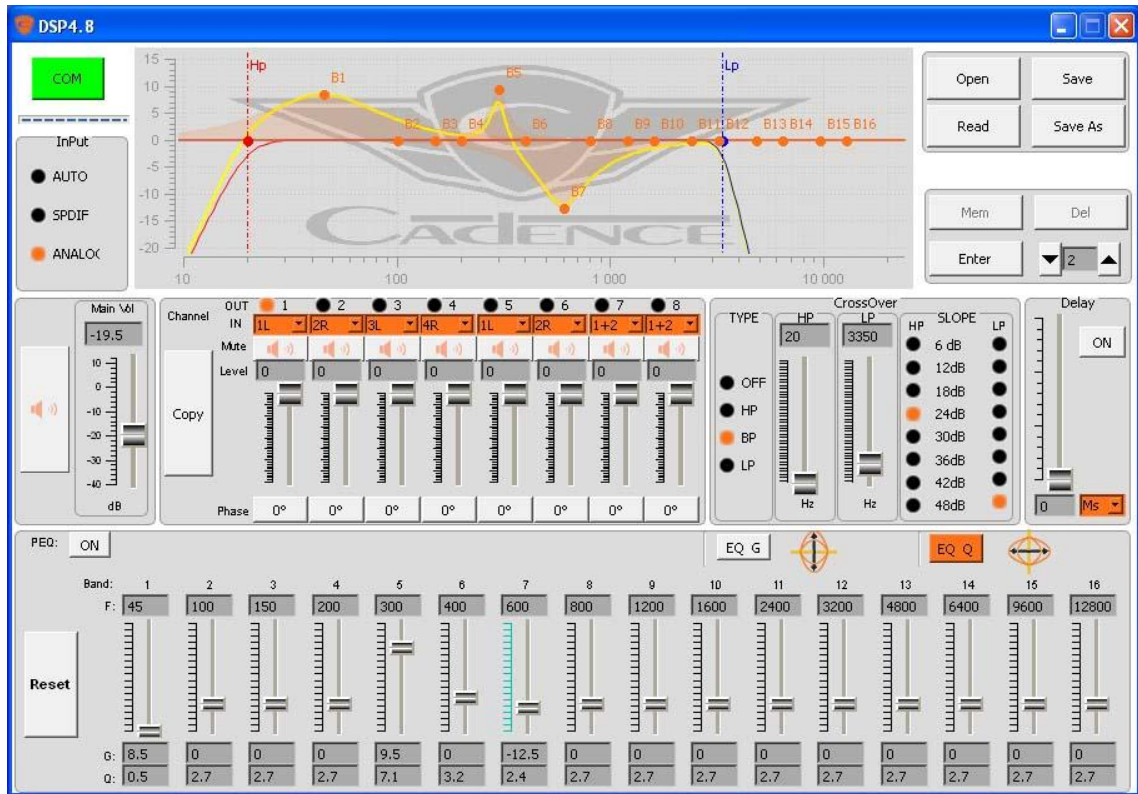 DSP4.8
COM
InPut
AUTO
SPDIF
ANALO(
15
10
5
0
-5
-10
-15
-20
10
100
1 000
10 000
Hp
Lp
B1
B2
B3
B4
B5
B6
B7
B8
B9
B10
B11
B12
B13
B14
B15
B16
CADENCE
Open
Save
Read
Save As
Mem
Del
Enter
2
Main Vol
-19.5
10
0
-10
-20
-30
-40
dB
Channel
OUT 1 2 3 4 5 6 7 8
IN 1L 2R 3L 4R 1L 2R 1+2 1+2
Mute
Level 0 0 0 0 0 0 0 0
Copy
Phase 0° 0° 0° 0° 0° 0° 0° 0°
CrossOver
TYPE
OFF
HP
BP
LP
HP
20
Hz
LP
3350
Hz
SLOPE
HP
LP
6 dB
12dB
18dB
24dB
30dB
36dB
42dB
48dB
Delay
ON
0
Ms
PEQ: ON
EQ G
EQ Q
Band: 1 2 3 4 5 6 7 8 9 10 11 12 13 14 15 16
F: 45 100 150 200 300 400 600 800 1200 1600 2400 3200 4800 6400 9600 12800
Reset
G: 8.5 0 0 0 9.5 0 -12.5 0 0 0 0 0 0 0 0 0
Q: 0.5 2.7 2.7 2.7 7.1 3.2 2.4 2.7 2.7 2.7 2.7 2.7 2.7 2.7 2.7 2.7